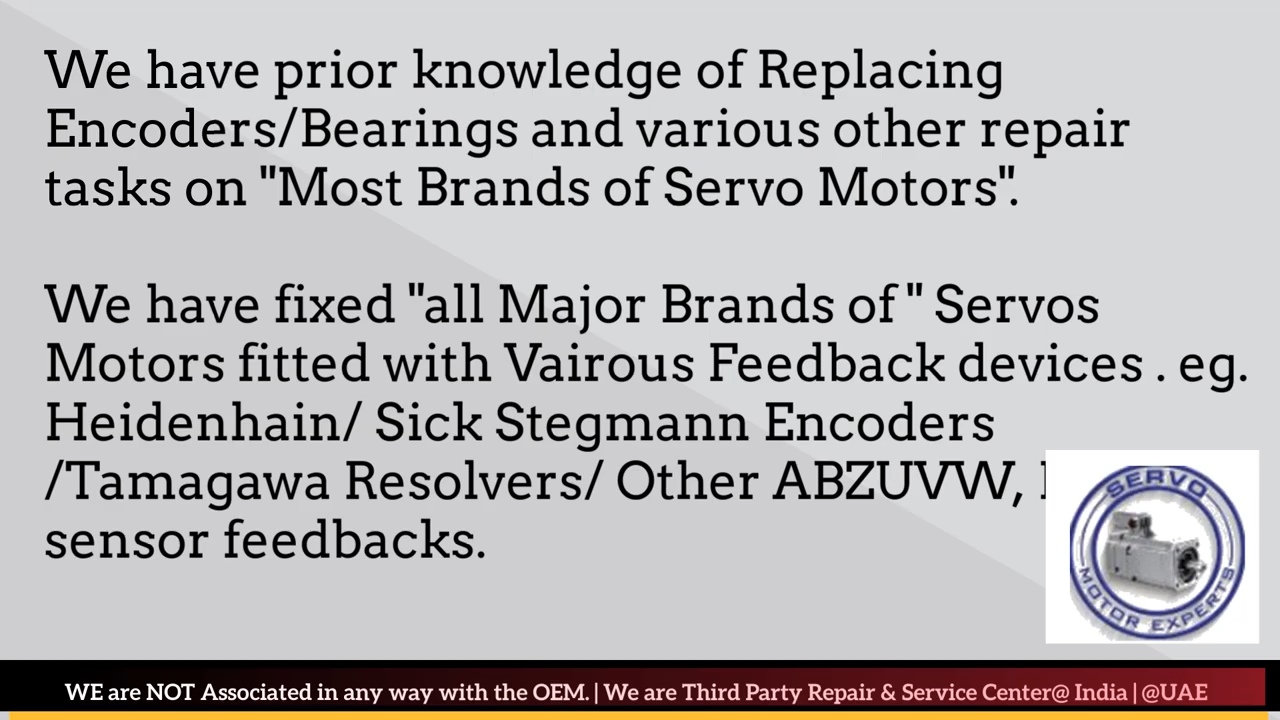 We have prior knowledge of Replacing
Encoders/Bearings and various other repair
tasks on "Most Brands of Servo Motors".
We have fixed "all Major Brands of " Servos
Motors fitted with Vairous Feedback devices . eg.
Heidenhain/ Sick Stegmann Encoders
/Tamagawa Resolvers/ Other ABZUVW,
sensor feedbacks.
SERVO
MOTOR EXPERTS
WE are NOT Associated in any way with the OEM. | We are Third Party Repair & Service Center@ India | @UAE